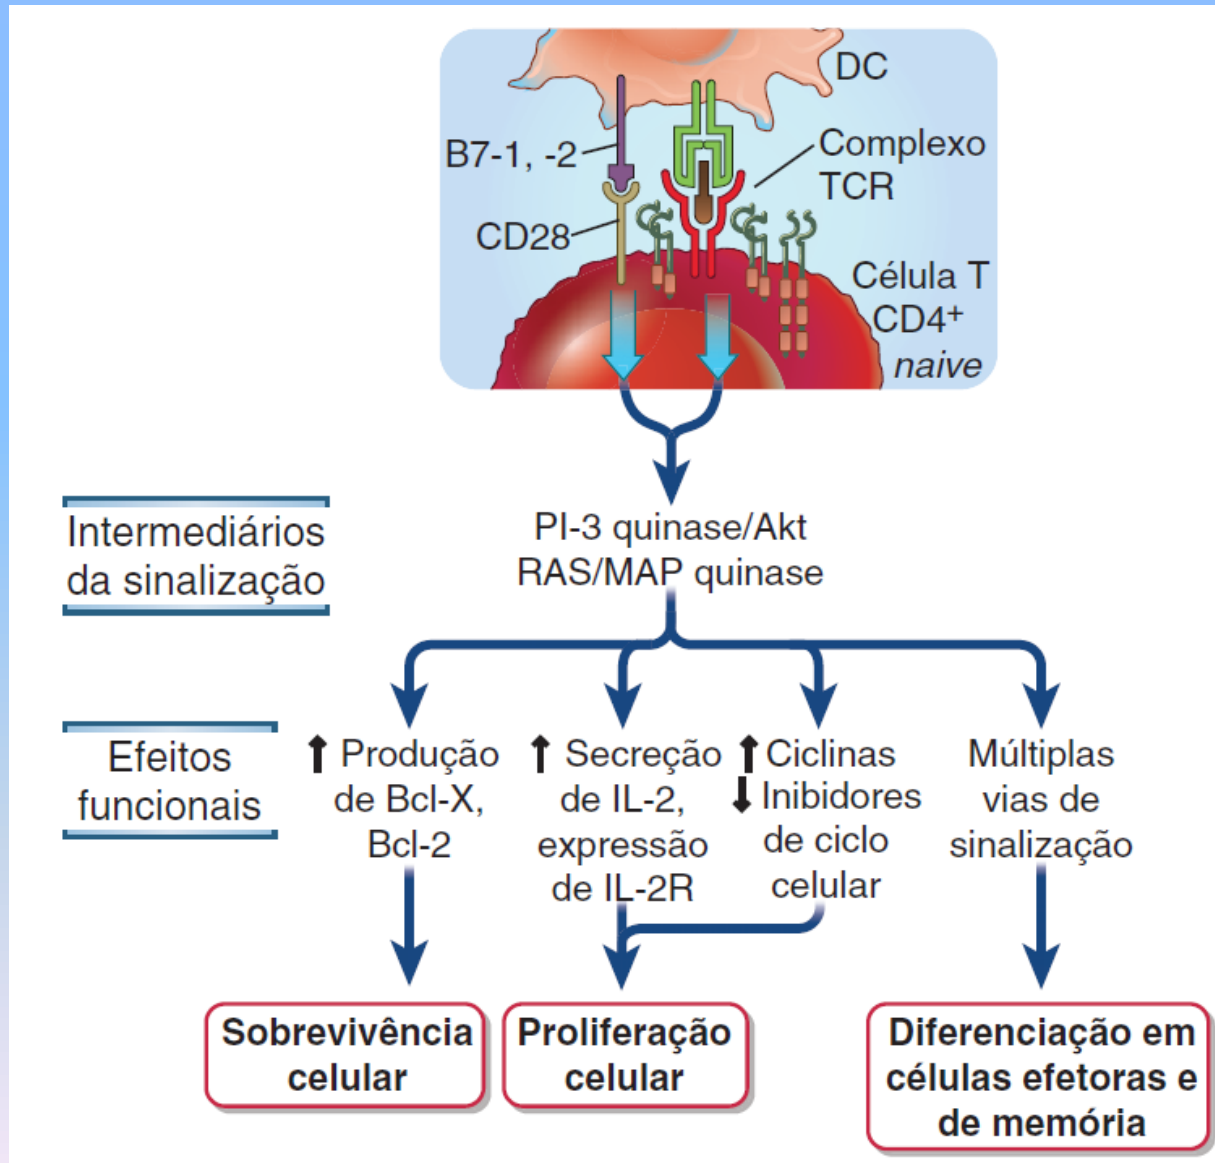 DC
B7-1, -2
Complexo
TCR
CD28
Célula T
CD4⁺
naive
Intermediários
da sinalização
PI-3 quinase/Akt
RAS/MAP quinase
Efeitos
funcionais
↑ Produção
de Bcl-X,
Bcl-2
↑ Secreção
de IL-2,
expressão
de IL-2R
↑ Ciclinas
↓ Inibidores
de ciclo
celular
Múltiplas
vias de
sinalização
Sobrevivência
celular
Proliferação
celular
Diferenciação em
células efetoras e
de memória